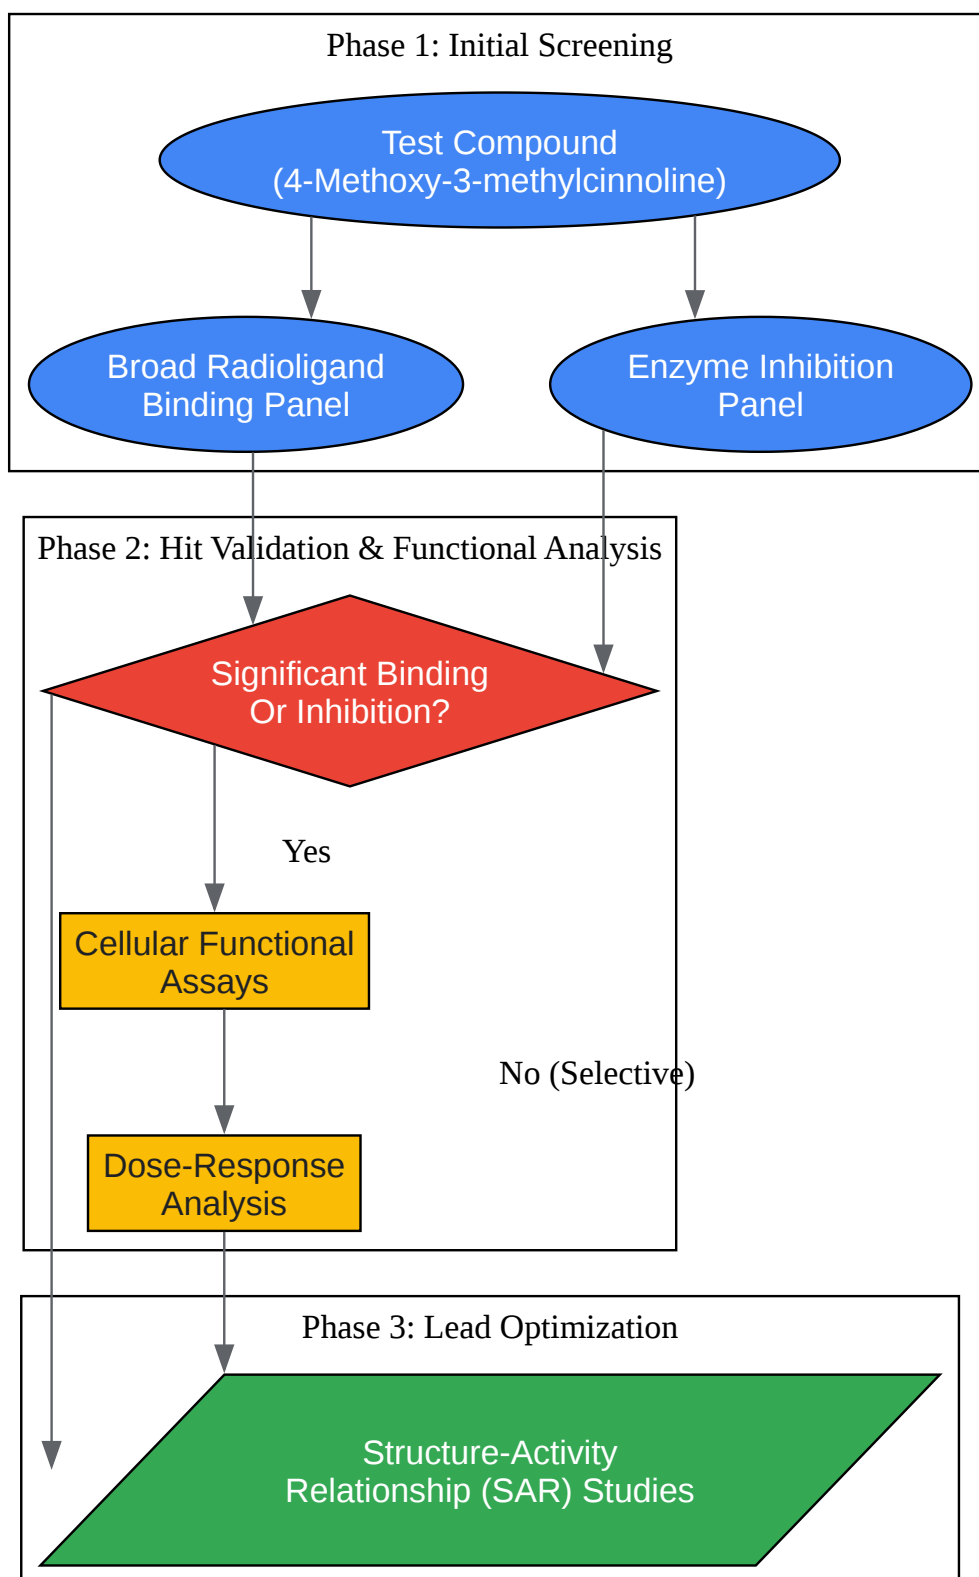 Phase 1: Initial Screening
Test Compound
(4-Methoxy-3-methylcinnoline)
Broad Radioligand
Binding Panel
Enzyme Inhibition
Panel
Phase 2: Hit Validation & Functional Analysis
Significant Binding
Or Inhibition?
Yes
Cellular Functional
Assays
No (Selective)
Dose-Response
Analysis
Phase 3: Lead Optimization
Structure-Activity
Relationship (SAR) Studies